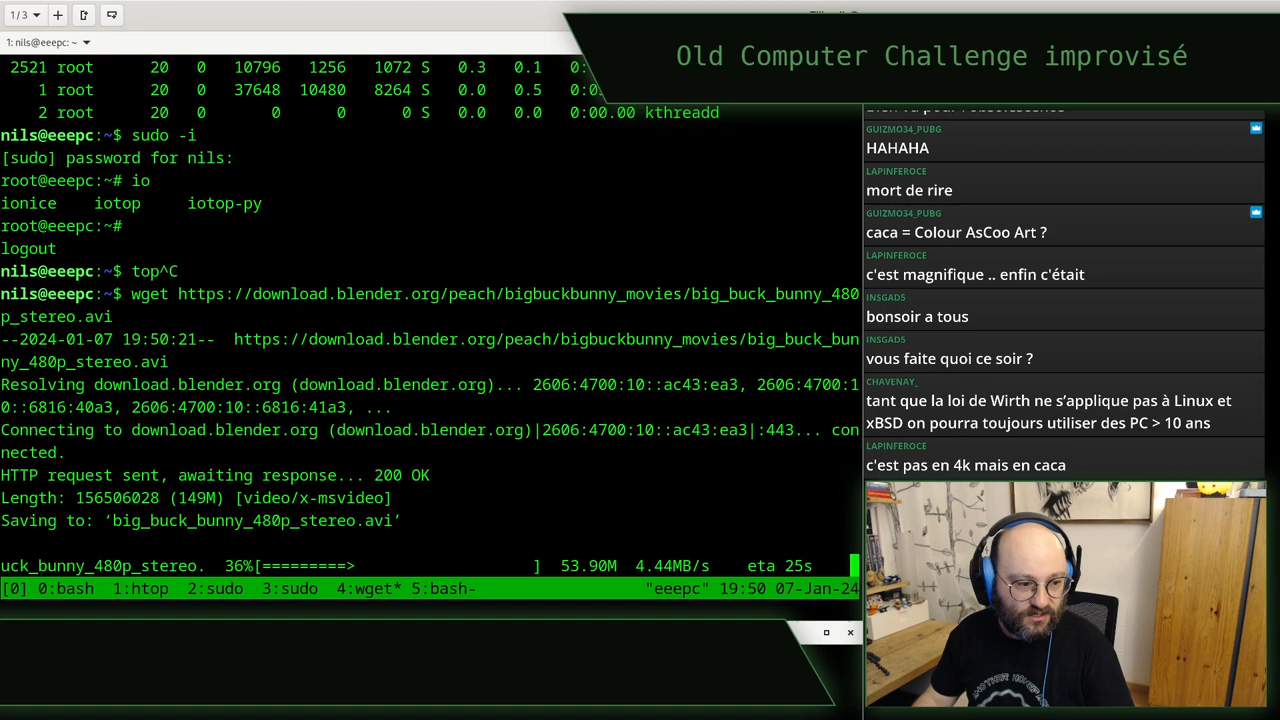 1/3
Old Computer Challenge improvisé
1: nils@eeepc: ~
2521 root 20 0 10796 1256 1072 S 0.3 0.1 0:
1 root 20 0 37648 10480 8264 S 0.0 0.5 0:0
2 root 20 0 0 0 0 S 0.0 0.0 0:00.00 kthreadd
nils@eeepc:~$ sudo -i
[sudo] password for nils:
root@eeepc:~# io
ionice iotop iotop-py
root@eeepc:~#
logout
nils@eeepc:~$ top^C
nils@eeepc:~$ wget https://download.blender.org/peach/bigbuckbunny_movies/big_buck_bunny_480
p_stereo.avi
--2024-01-07 19:50:21-- https://download.blender.org/peach/bigbuckbunny_movies/big_buck_bun
ny_480p_stereo.avi
Resolving download.blender.org (download.blender.org)... 2606:4700:10::ac43:ea3, 2606:4700:1
0::6816:40a3, 2606:4700:10::6816:41a3, ...
Connecting to download.blender.org (download.blender.org)|2606:4700:10::ac43:ea3|:443... con
nected.
HTTP request sent, awaiting response... 200 OK
Length: 156506028 (149M) [video/x-msvideo]
Saving to: ‘big_buck_bunny_480p_stereo.avi’
uck_bunny_480p_stereo. 36%[=========> ] 53.90M 4.44MB/s eta 25s
[0] 0:bash 1:htop 2:sudo 3:sudo 4:wget* 5:bash- "eeepc" 19:50 07-Jan-24
GUIZMO34_PUBG
HAHAHA
LAPINFEROCE
mort de rire
GUIZMO34_PUBG
caca = Colour AsCoo Art ?
LAPINFEROCE
c'est magnifique .. enfin c'était
INSGAD5
bonsoir a tous
INSGAD5
vous faite quoi ce soir ?
CHAVENAY_
tant que la loi de Wirth ne s’applique pas à Linux et
xBSD on pourra toujours utiliser des PC > 10 ans
LAPINFEROCE
c'est pas en 4k mais en caca